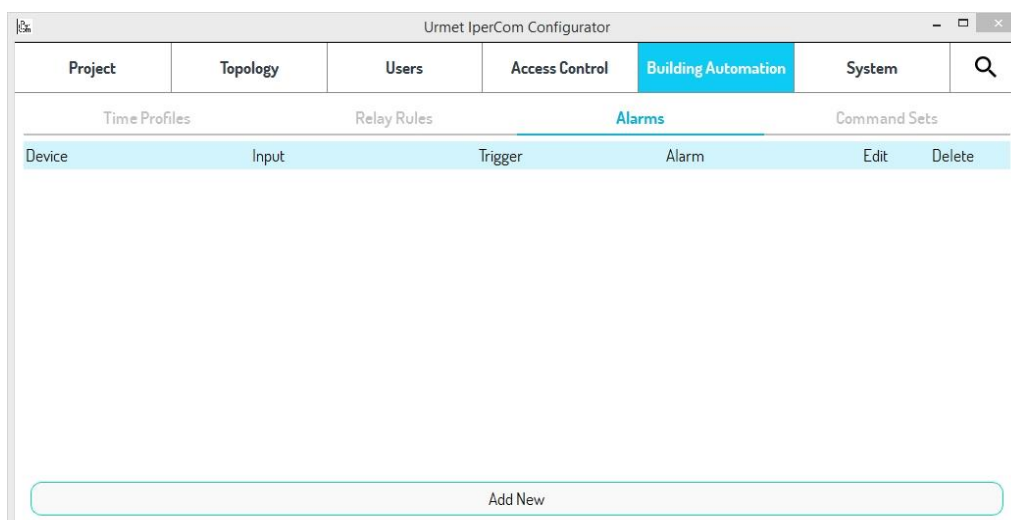 Urmet IperCom Configurator
Project Topology Users Access Control Building Automation System
Time Profiles Relay Rules Alarms Command Sets
Device Input Trigger Alarm Edit Delete
Add New